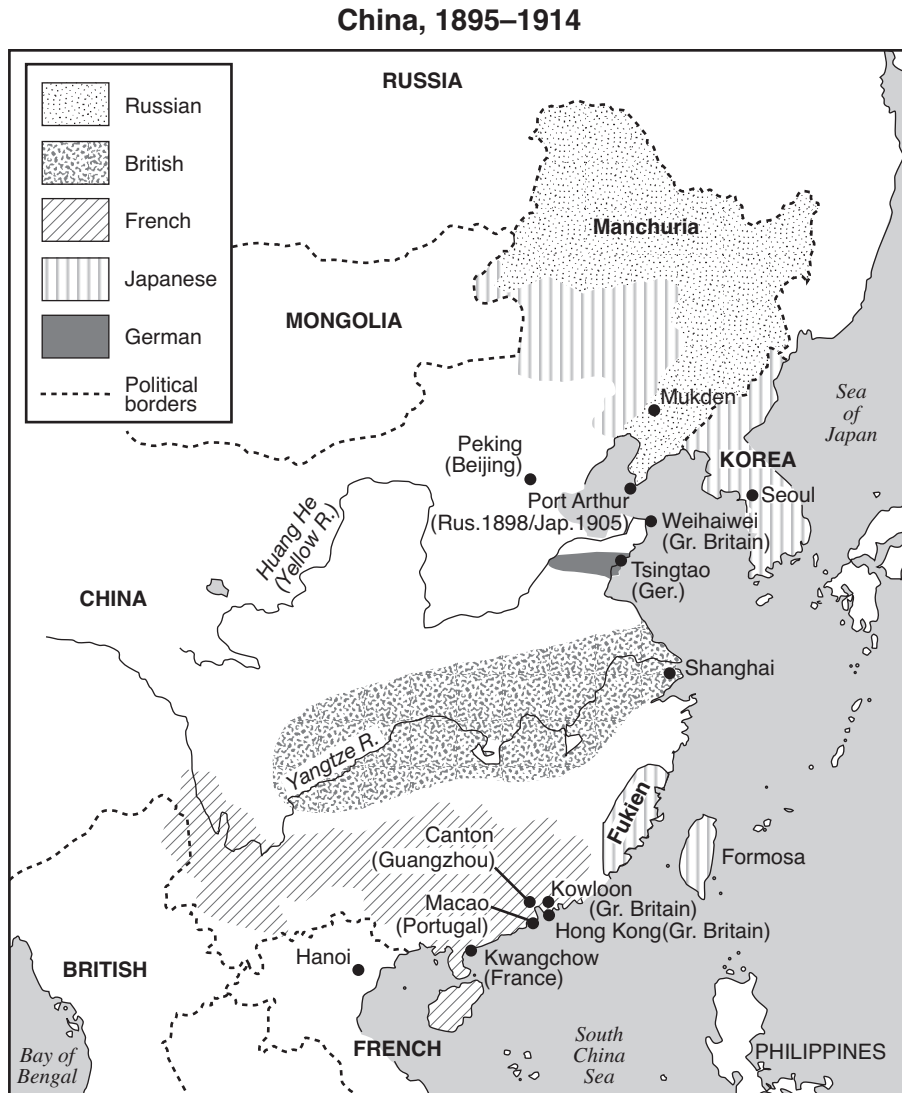 China, 1895–1914
Russian
British
French
Japanese
German
Political
borders
RUSSIA
Manchuria
MONGOLIA
Mukden
Sea
of
Japan
Peking
(Beijing)
KOREA
Port Arthur
(Rus.1898/Jap.1905)
Seoul
Weihaiwei
(Gr. Britain)
Huang He
(Yellow R.)
Tsingtao
(Ger.)
CHINA
Shanghai
Yangtze R.
Fukien
Formosa
Canton
(Guangzhou)
Kowloon
(Gr. Britain)
Macao
(Portugal)
Hong Kong(Gr. Britain)
Hanoi
Kwangchow
(France)
BRITISH
FRENCH
Bay of
Bengal
South
China
Sea
PHILIPPINES